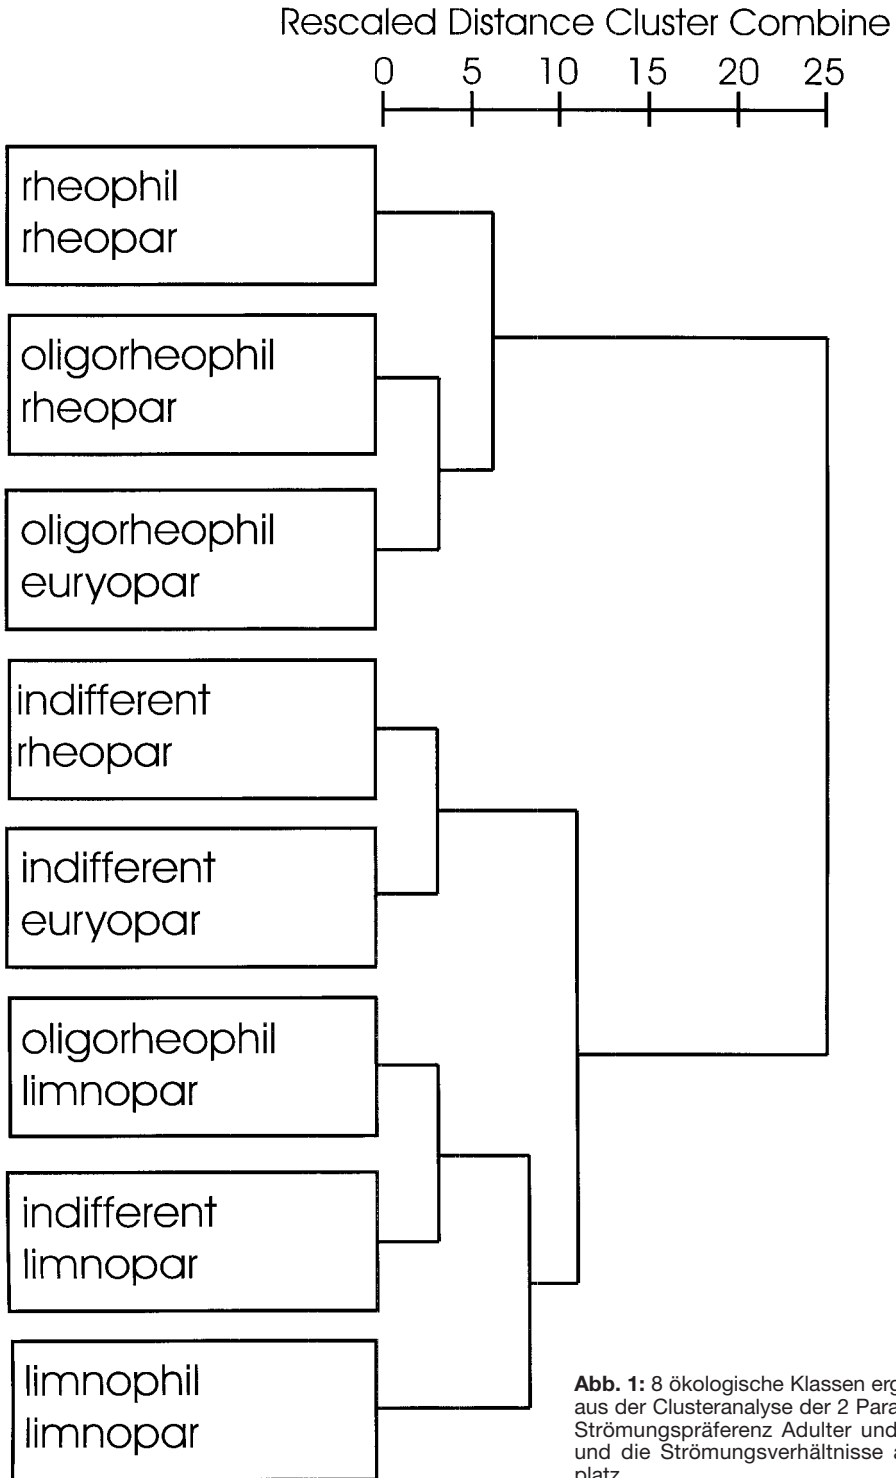 Rescaled Distance Cluster Combine
0 5 10 15 20 25
rheophil
rheopar
oligorheophil
rheopar
oligorheophil
euryopar
indifferent
rheopar
indifferent
euryopar
oligorheophil
limnopar
indifferent
limnopar
limnophil
limnopar
Abb. 1: 8 ökologische Klassen erg
aus der Clusteranalyse der 2 Para
Strömungspräferenz Adulter und
und die Strömungsverhältnisse a
platz